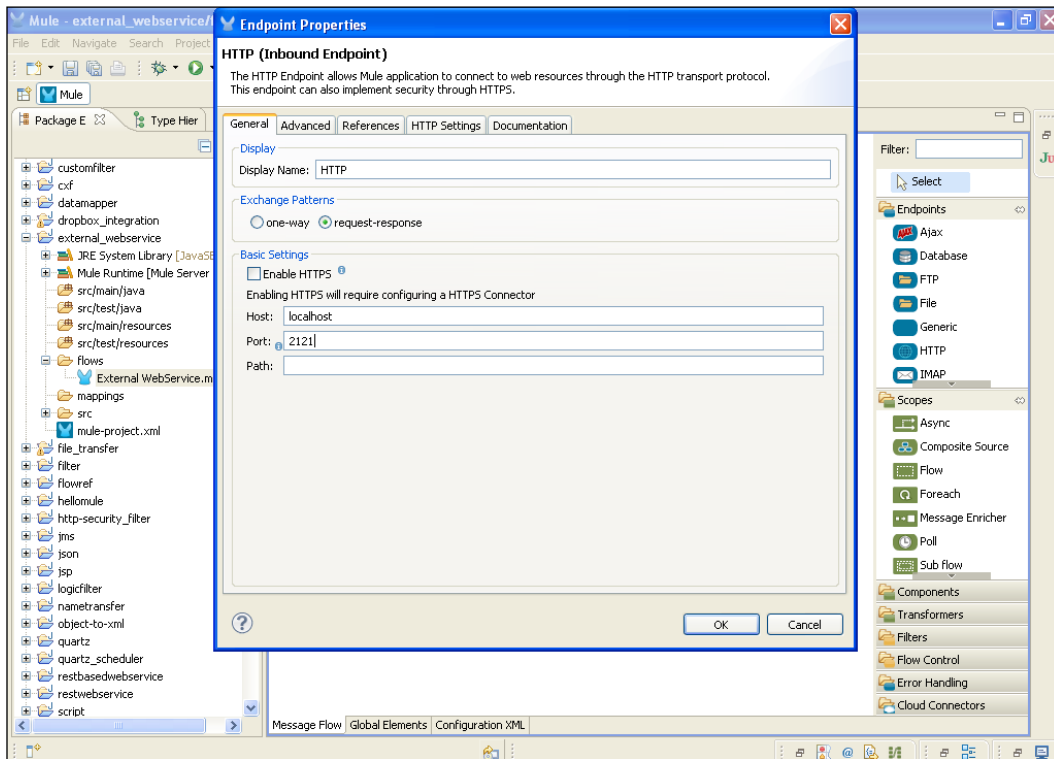 Mule - external_webservice/f
File Edit Navigate Search Project
Mule
Package E
Type Hier
customfilter
cxf
datamapper
dropbox_integration
external_webservice
JRE System Library [JavaSE
Mule Runtime [Mule Server
src/main/java
src/test/java
src/main/resources
src/test/resources
flows
External WebService.m
mappings
src
mule-project.xml
file_transfer
filter
flowref
hellomule
http-security_filter
jms
json
jsp
logicfilter
nametransfer
object-to-xml
quartz
quartz_scheduler
restbasedwebservice
restwebservice
script
Endpoint Properties
HTTP (Inbound Endpoint)
The HTTP Endpoint allows Mule application to connect to web resources through the HTTP transport protocol.
This endpoint can also implement security through HTTPS.
General Advanced References HTTP Settings Documentation
Display
Display Name: HTTP
Exchange Patterns
one-way request-response
Basic Settings
Enable HTTPS
Enabling HTTPS will require configuring a HTTPS Connector
Host: localhost
Port: 2121
Path:
OK Cancel
Message Flow Global Elements Configuration XML
Filter:
Select
Endpoints
Ajax
Database
FTP
File
Generic
HTTP
IMAP
Scopes
Async
Composite Source
Flow
Foreach
Message Enricher
Poll
Sub flow
Components
Transformers
Filters
Flow Control
Error Handling
Cloud Connectors
Ju